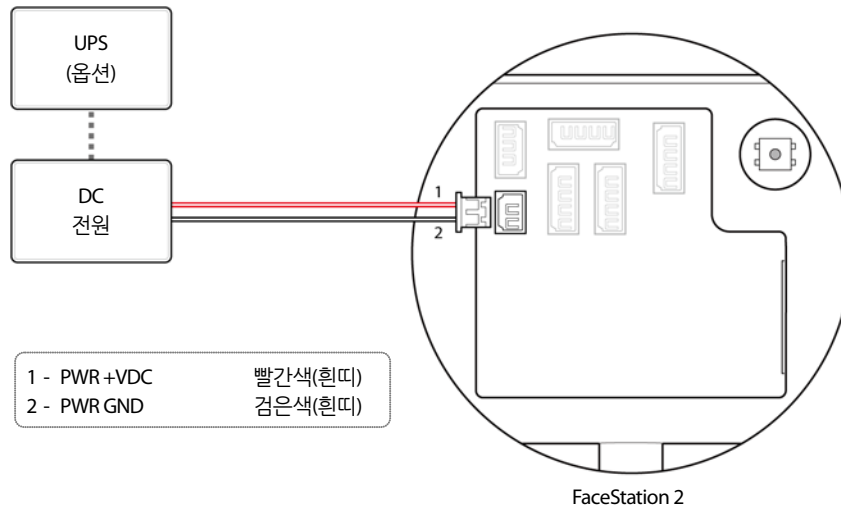 UPS
(옵션)
DC
전원
1
2
1 - PWR +VDC 빨간색(흰띠)
2 - PWR GND 검은색(흰띠)
FaceStation 2